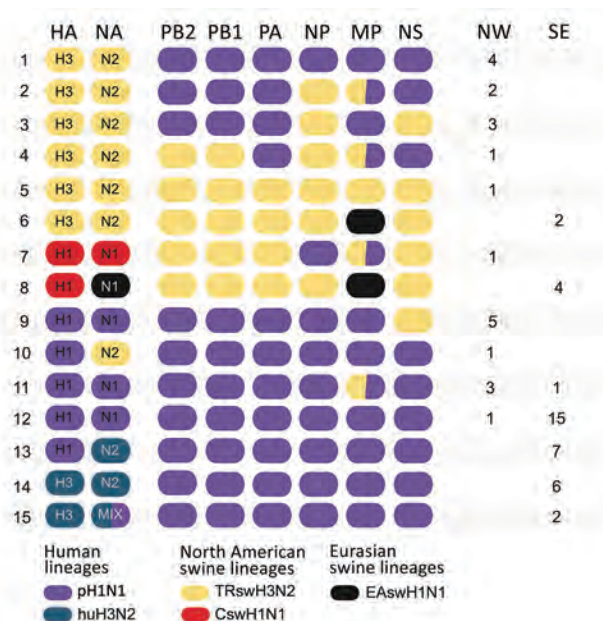 HA NA PB2 PB1 PA NP MP NS NW SE
1 H3 N2 4
2 H3 N2 2
3 H3 N2 3
4 H3 N2 1
5 H3 N2 1
6 H3 N2 2
7 H1 N1 1
8 H1 N1 4
9 H1 N1 5
10 H1 N2 1
11 H1 N1 3 1
12 H1 N1 1 15
13 H1 N2 7
14 H3 N2 6
15 H3 MIX 2
Human North American Eurasian
lineages swine lineages swine lineages
pH1N1 TRswH3N2 EAswH1N1
huH3N2 CswH1N1